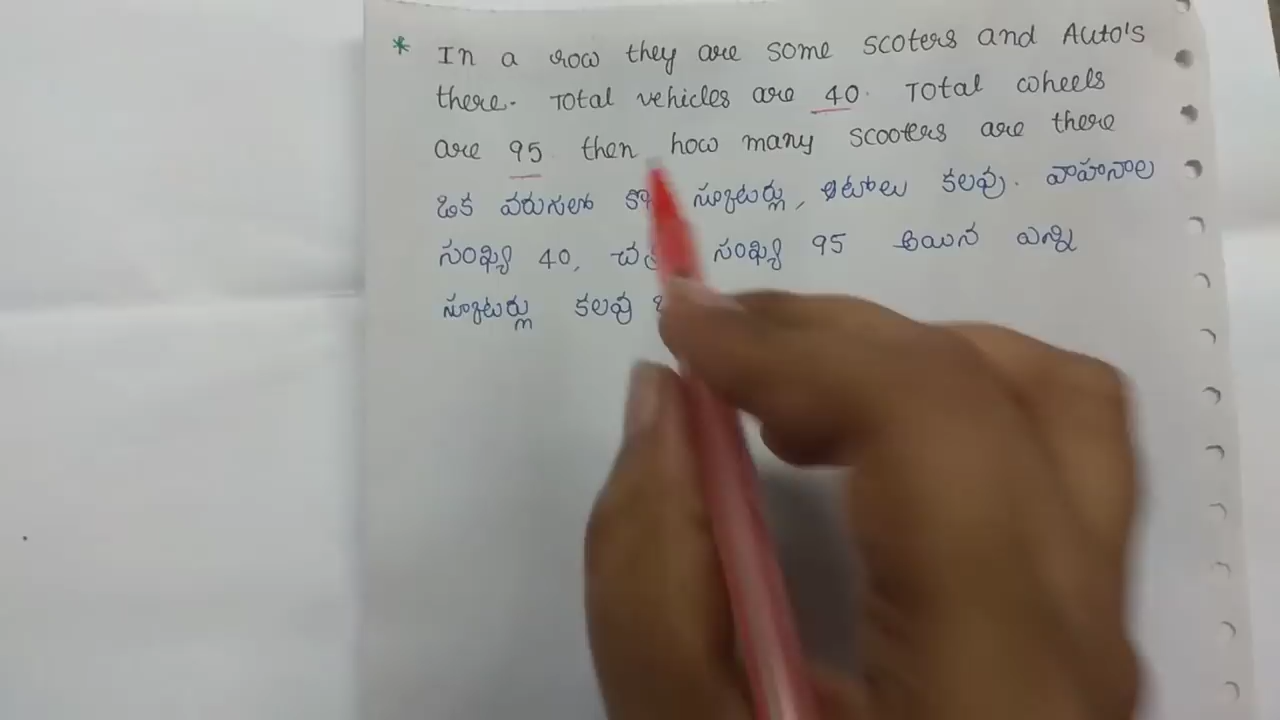 * In a row they are some scoters and Auto's
there. Total vehicles are 40. Total wheels
are 95 then how many scooters are there
ఒక వరుసలో స్కూటర్లు, ఆటోలు కలవు. వాహనాల
సంఖ్య 40, సంఖ్య 95 అయిన ఎన్ని
స్కూటర్లు కలవు